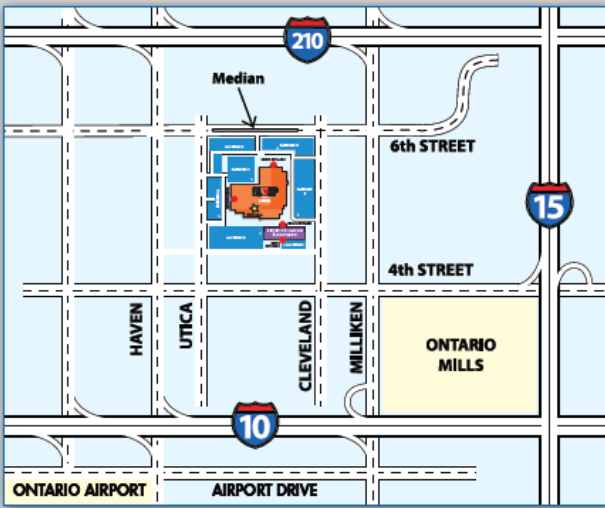 210
Median
6th STREET
15
4th STREET
HAVEN
UTICA
CLEVELAND
MILLIKEN
ONTARIO
MILLS
10
ONTARIO AIRPORT
AIRPORT DRIVE